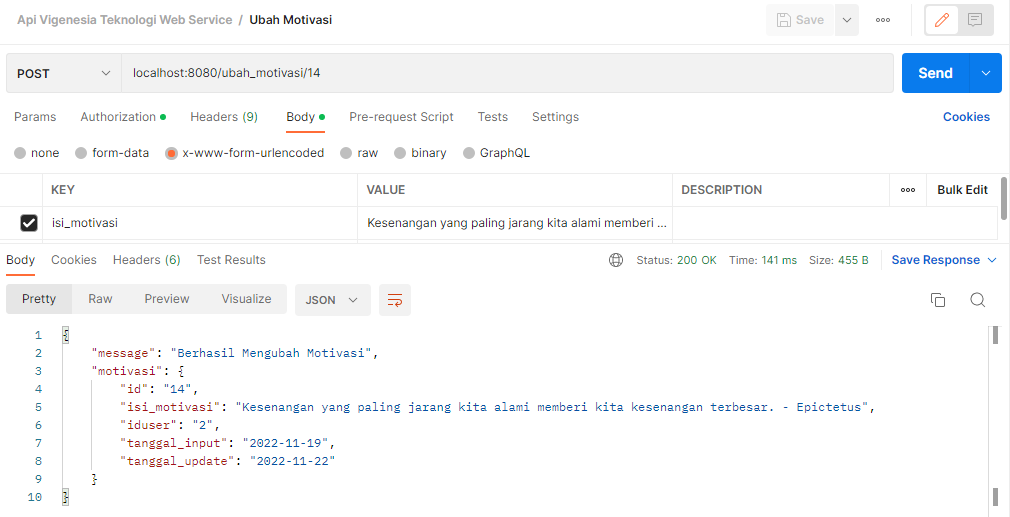 Api Vigenesia Teknologi Web Service / Ubah Motivasi
Save
POST localhost:8080/ubah_motivasi/14 Send
Params Authorization Headers (9) Body Pre-request Script Tests Settings Cookies
none form-data x-www-form-urlencoded raw binary GraphQL
KEY VALUE DESCRIPTION ooo Bulk Edit
isi_motivasi Kesenangan yang paling jarang kita alami memberi ...
Body Cookies Headers (6) Test Results Status: 200 OK Time: 141 ms Size: 455 B Save Response
Pretty Raw Preview Visualize JSON
1 {
2 "message": "Berhasil Mengubah Motivasi",
3 "motivasi": {
4 "id": "14",
5 "isi_motivasi": "Kesenangan yang paling jarang kita alami memberi kita kesenangan terbesar. - Epictetus",
6 "iduser": "2",
7 "tanggal_input": "2022-11-19",
8 "tanggal_update": "2022-11-22"
9 }
10 }